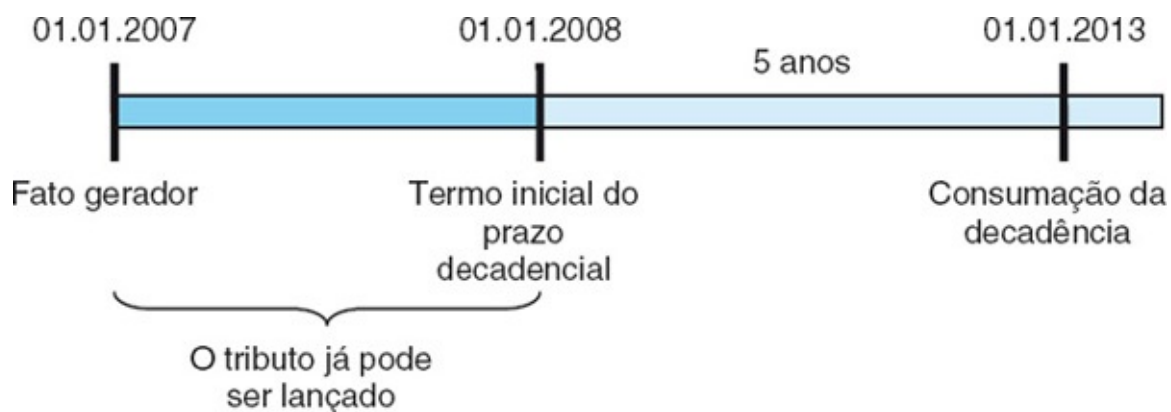 01.01.2007
01.01.2008
01.01.2013
5 anos
Fato gerador
Termo inicial do
prazo
decadencial
Consumação da
decadência
O tributo já pode
ser lançado